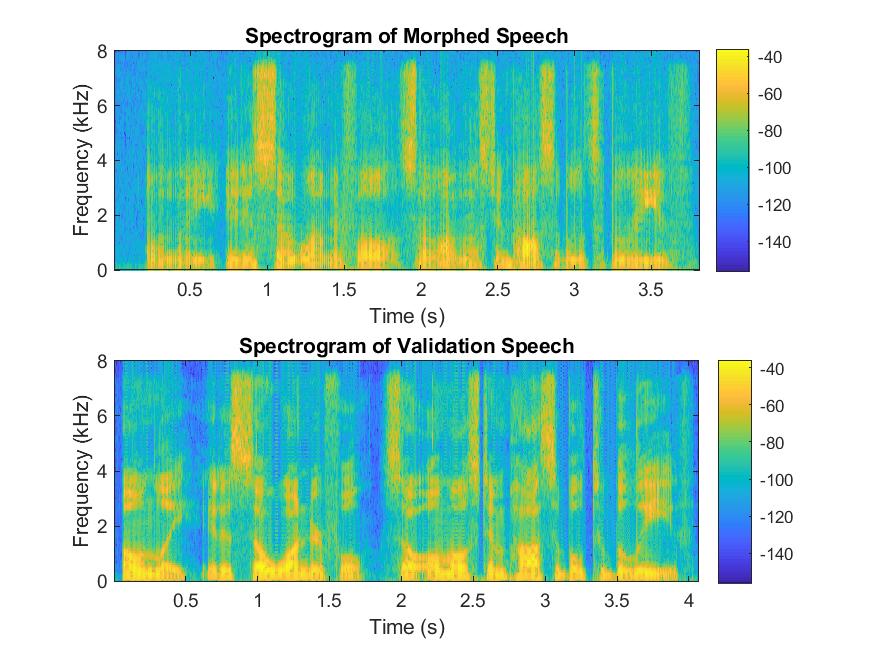 Spectrogram of Morphed Speech
8
6
4
2
0
Frequency (kHz)
0.5 1 1.5 2 2.5 3 3.5
Time (s)
-40
-60
-80
-100
-120
-140
Spectrogram of Validation Speech
8
6
4
2
0
Frequency (kHz)
0.5 1 1.5 2 2.5 3 3.5 4
Time (s)
-40
-60
-80
-100
-120
-140